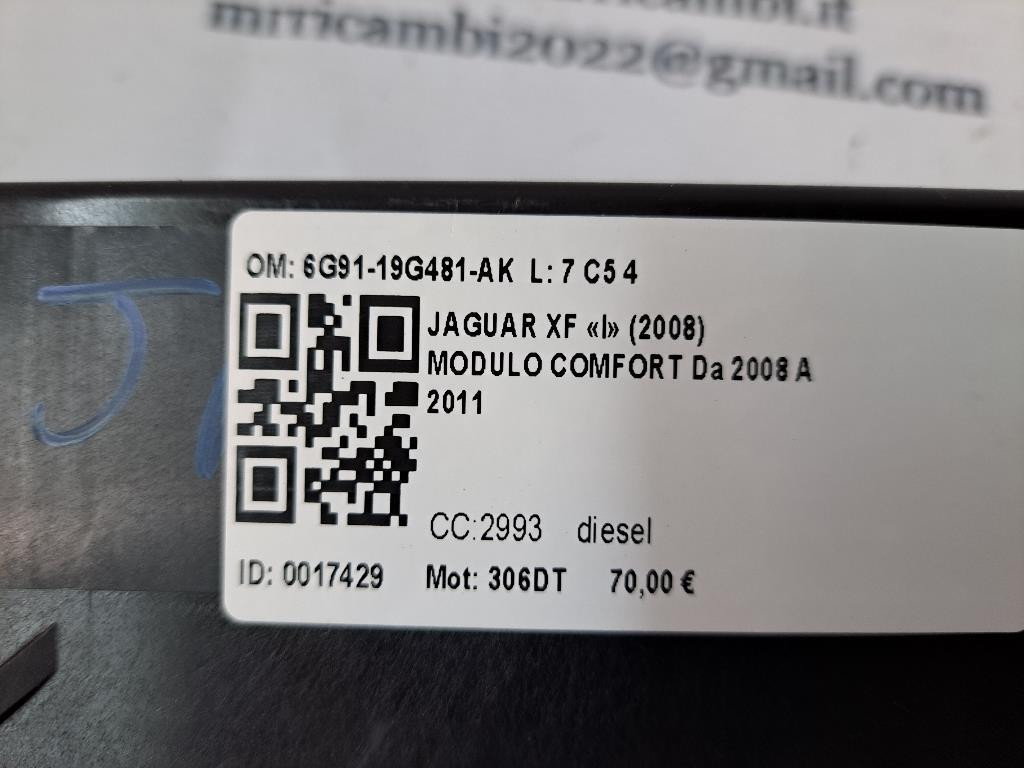 mrricambi2022@gmail.com
OM: 6G91-19G481-AK L: 7 C5 4
JAGUAR XF «I» (2008)
MODULO COMFORT Da 2008 A
2011
CC:2993 diesel
ID: 0017429 Mot: 306DT 70,00 €
J